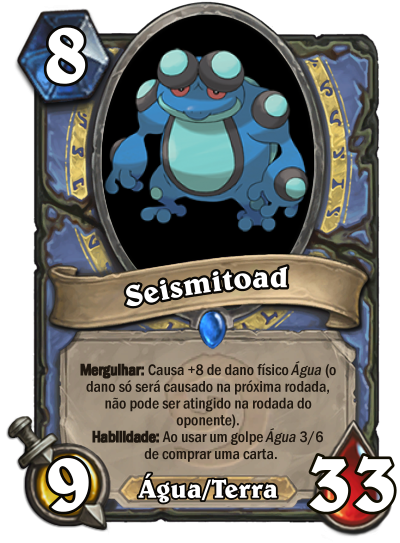 8
Seismitoad
Mergulhar: Causa +8 de dano físico Água (o
dano só será causado na próxima rodada,
não pode ser atingido na rodada do
oponente).
Habilidade: Ao usar um golpe Água 3/6
de comprar uma carta.
9
Água/Terra
33